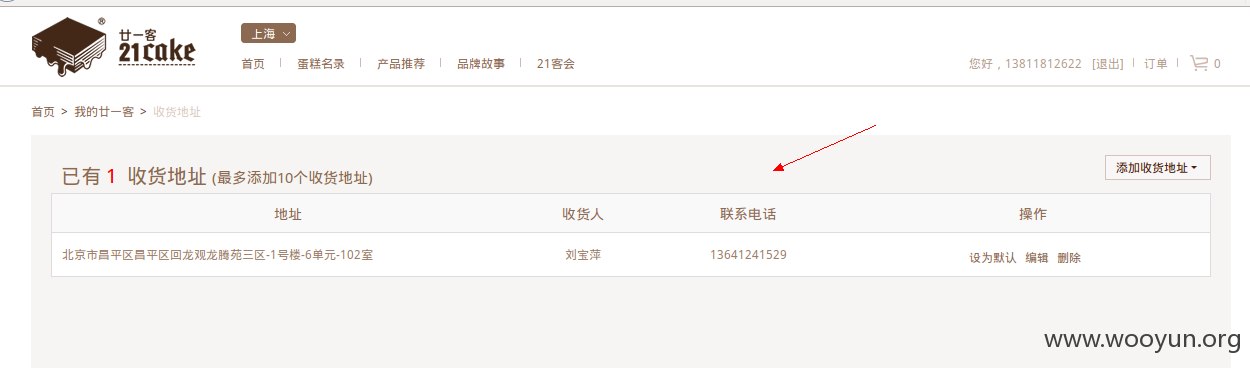 廿一客®
21cake
上海
首页 蛋糕名录 产品推荐 品牌故事 21客会
您好，13811812622 [退出] 订单 0
首页 > 我的廿一客 > 收货地址
已有 1 收货地址 (最多添加10个收货地址)
添加收货地址
地址 收货人 联系电话 操作
北京市昌平区昌平区回龙观龙腾苑三区-1号楼-6单元-102室 刘宝萍 13641241529 设为默认 编辑 删除
www.wooyun.org